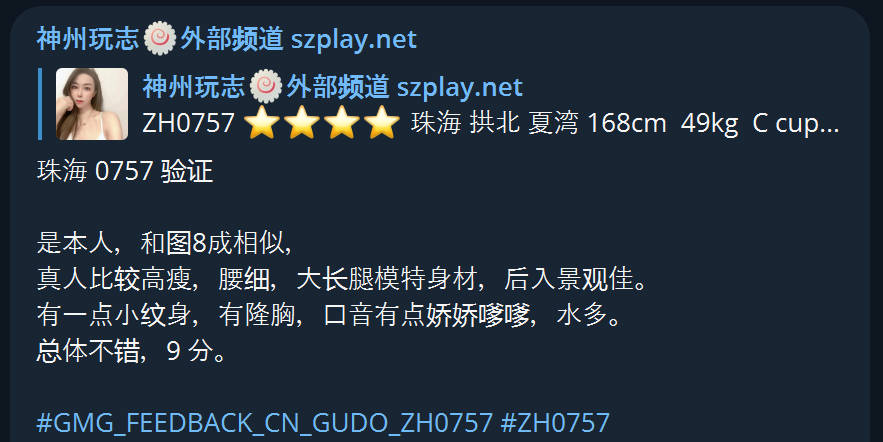 神州玩志🍥外部频道 szplay.net
神州玩志🍥外部频道 szplay.net
ZH0757 ⭐⭐⭐⭐ 珠海 拱北 夏湾 168cm 49kg C cup...
珠海 0757 验证
是本人，和图8成相似，
真人比较高瘦，腰细，大长腿模特身材，后入景观佳。
有一点小纹身，有隆胸，口音有点娇娇嗲嗲，水多。
总体不错，9 分。
#GMG_FEEDBACK_CN_GUDO_ZH0757 #ZH0757